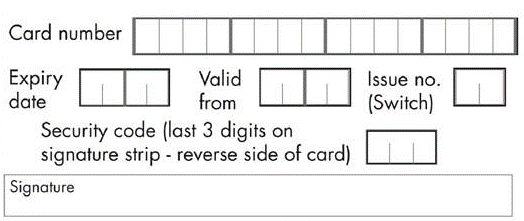 Card number
Expiry date
Valid from
Issue no. (Switch)
Security code (last 3 digits on
signature strip - reverse side of card)
Signature